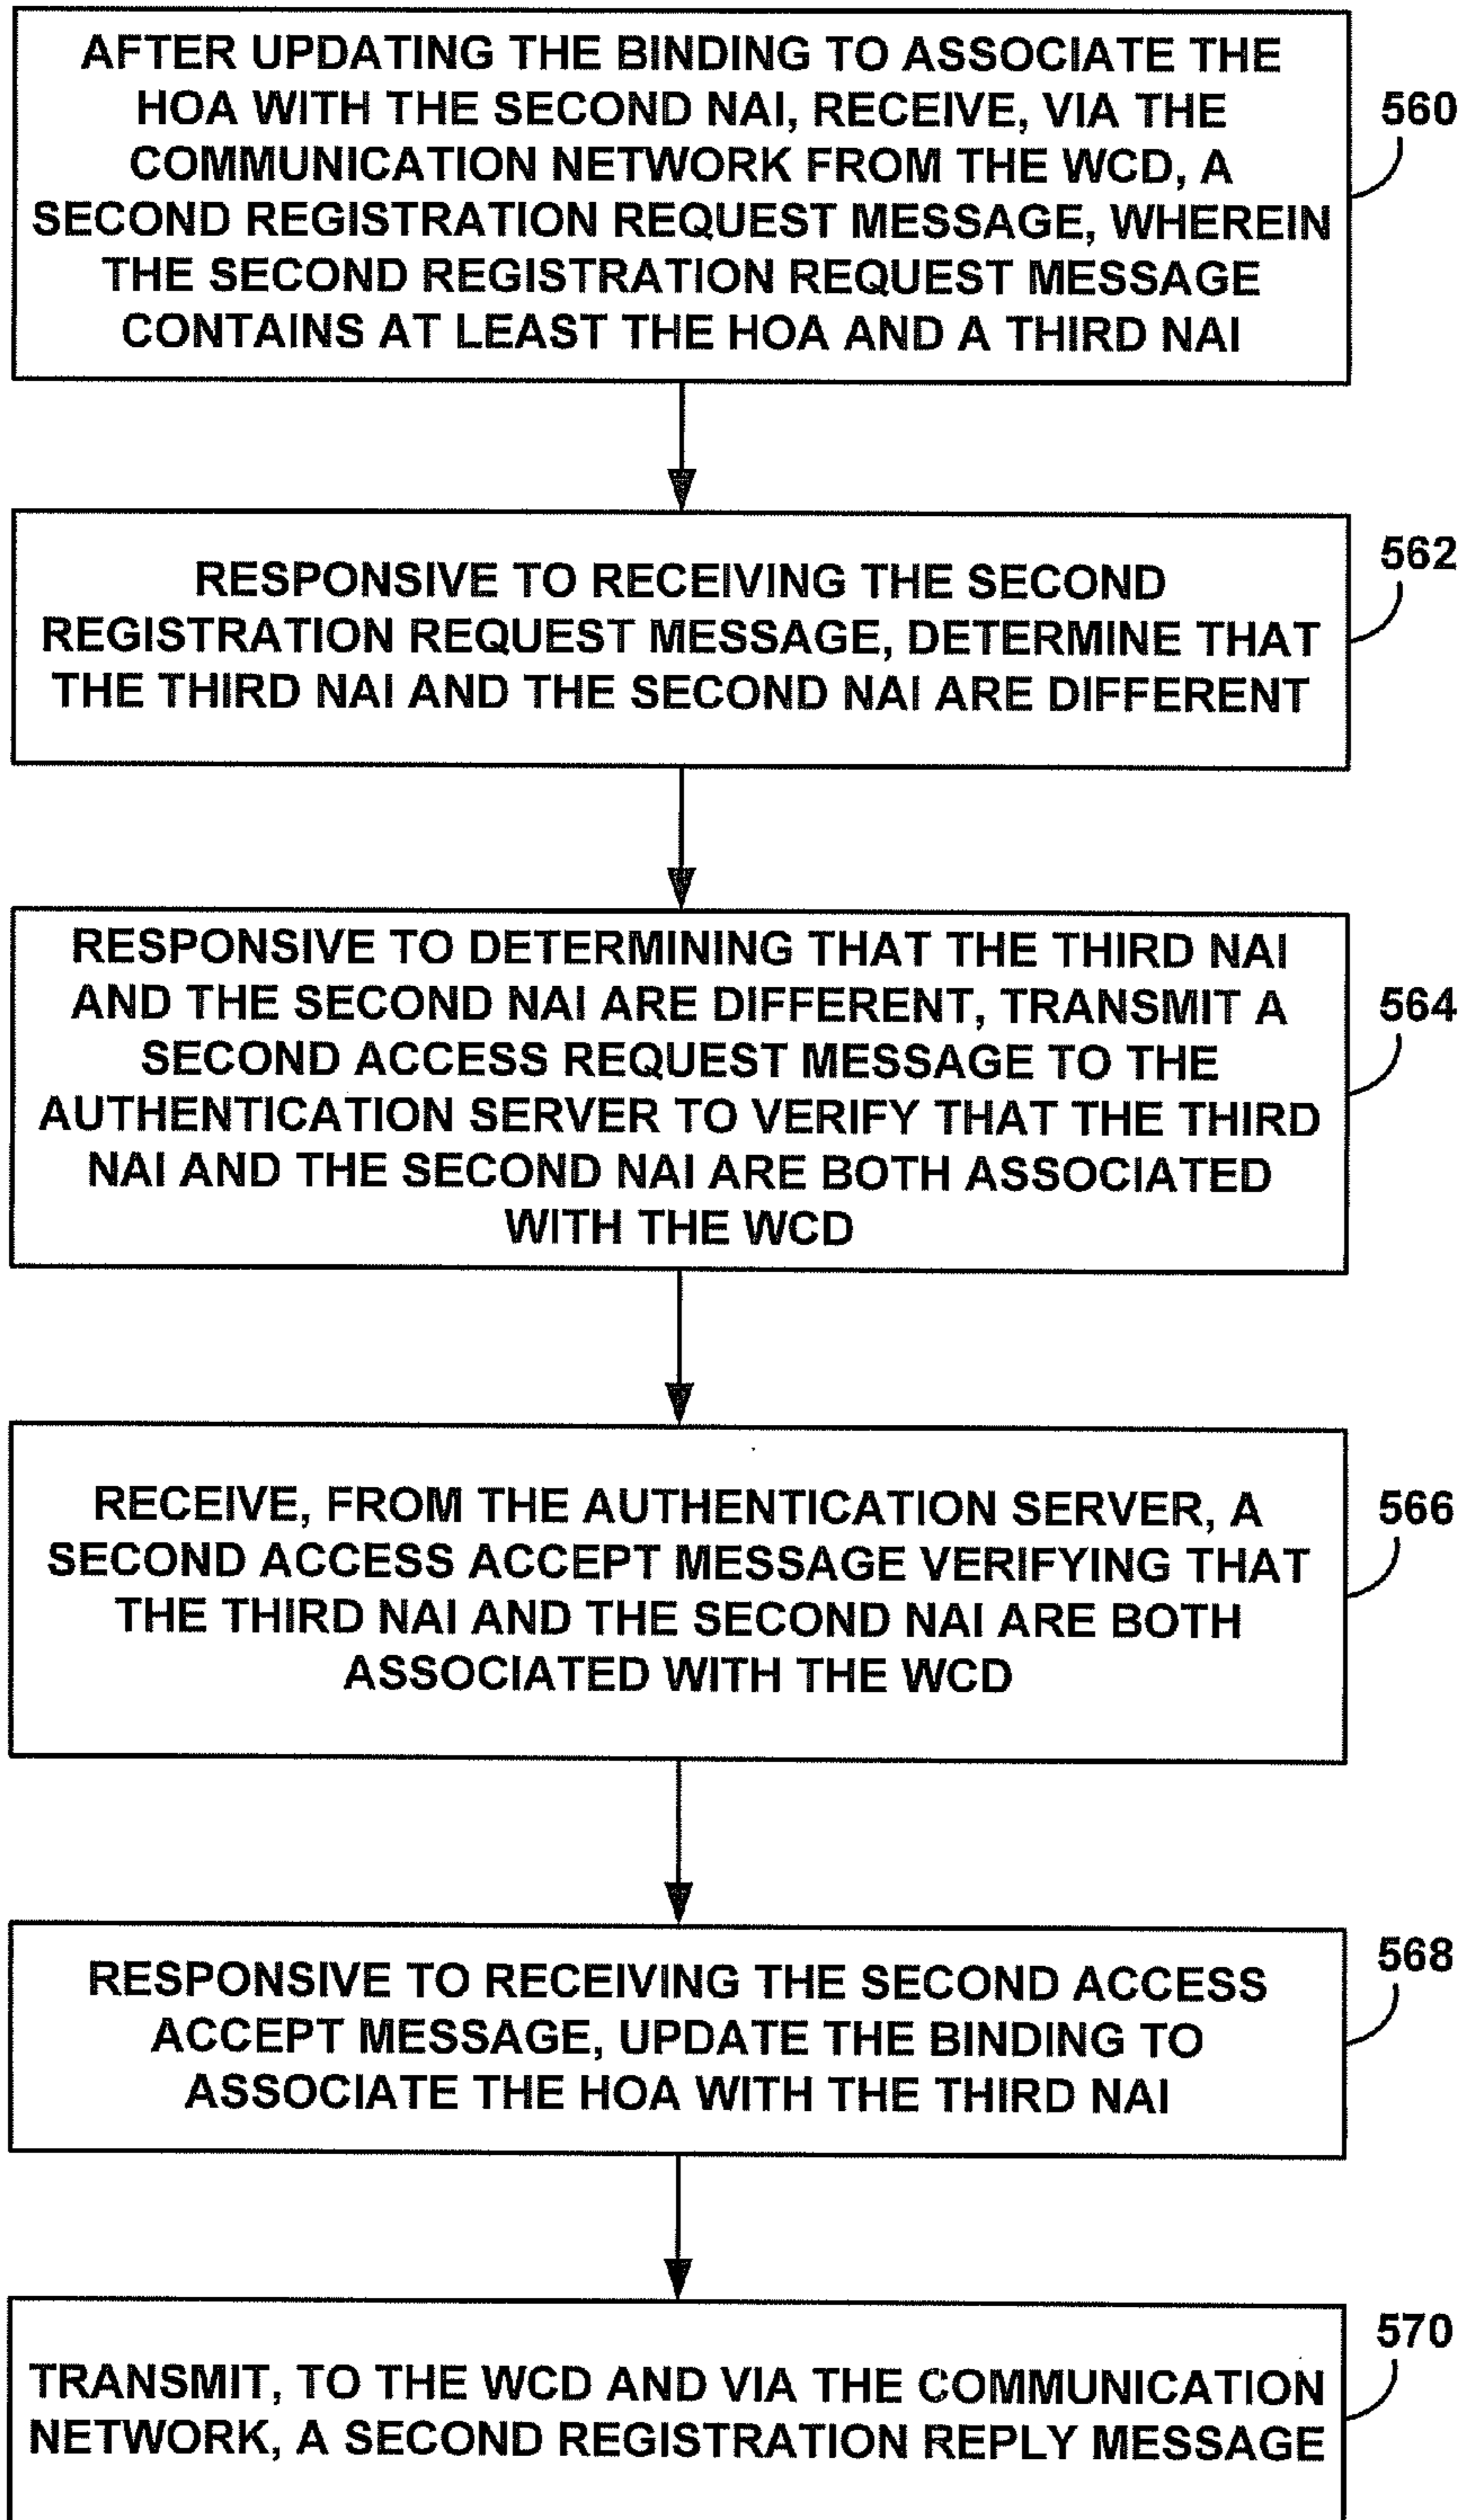 AFTER UPDATING THE BINDING TO ASSOCIATE THE
HOA WITH THE SECOND NAI, RECEIVE, VIA THE
COMMUNICATION NETWORK FROM THE WCD, A
SECOND REGISTRATION REQUEST MESSAGE, WHEREIN
THE SECOND REGISTRATION REQUEST MESSAGE
CONTAINS AT LEAST THE HOA AND A THIRD NAI
560
RESPONSIVE TO RECEIVING THE SECOND
REGISTRATION REQUEST MESSAGE, DETERMINE THAT
THE THIRD NAI AND THE SECOND NAI ARE DIFFERENT
562
RESPONSIVE TO DETERMINING THAT THE THIRD NAI
AND THE SECOND NAI ARE DIFFERENT, TRANSMIT A
SECOND ACCESS REQUEST MESSAGE TO THE
AUTHENTICATION SERVER TO VERIFY THAT THE THIRD
NAI AND THE SECOND NAI ARE BOTH ASSOCIATED
WITH THE WCD
564
RECEIVE, FROM THE AUTHENTICATION SERVER, A
SECOND ACCESS ACCEPT MESSAGE VERIFYING THAT
THE THIRD NAI AND THE SECOND NAI ARE BOTH
ASSOCIATED WITH THE WCD
566
RESPONSIVE TO RECEIVING THE SECOND ACCESS
ACCEPT MESSAGE, UPDATE THE BINDING TO
ASSOCIATE THE HOA WITH THE THIRD NAI
568
TRANSMIT, TO THE WCD AND VIA THE COMMUNICATION
NETWORK, A SECOND REGISTRATION REPLY MESSAGE
570